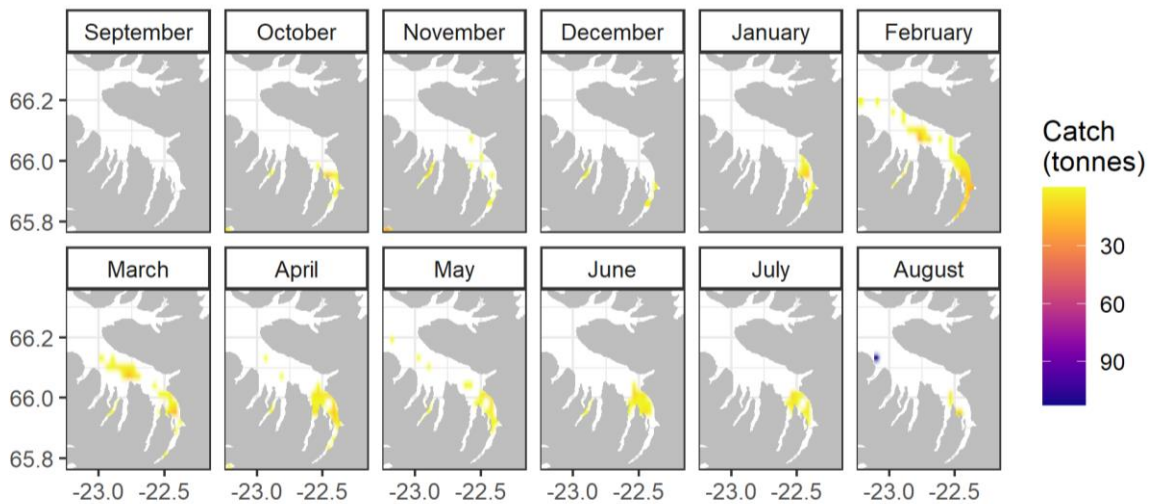 September October November December January February
66.2
66.0
65.8
March April May June July August
66.2
66.0
65.8
-23.0 -22.5 -23.0 -22.5 -23.0 -22.5 -23.0 -22.5 -23.0 -22.5 -23.0 -22.5
Catch
(tonnes)
30
60
90